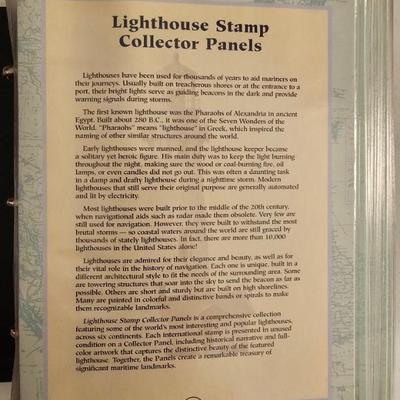 Lighthouse Stamp
Collector Panels
Lighthouses have been used for thousands of years to aid mariners on
their journeys. Usually built on treacherous shores or at the entrance to a
port, their bright lights serve as guiding beacons in the dark and provide
warning signals during storms.
The first known lighthouse was the Pharaohs of Alexandria in ancient
Egypt. Built about 280 B.C., it was one of the Seven Wonders of the
World. "Pharaohs" means "lighthouse" in Greek, which inspired the
naming of other similar structures around the world.
Early lighthouses were manned, and the lighthouse keeper became
a solitary yet heroic figure. His main duty was to keep the light burning
throughout the night, making sure the wood or coal-burning fire, oil
lamps, or even candles did not go out. This was often a daunting task
in a damp and drafty lighthouse during a nighttime storm. Modern
lighthouses that still serve their original purpose are generally automated
and lit by electricity.
Most lighthouses were built prior to the middle of the 20th century,
when navigational aids such as radar made them obsolete. Very few are
still used for navigation. However, they were built to withstand the most
brutal storms — so coastal waters around the world are still graced by
thousands of stately lighthouses. In fact, there are more than 10,000
lighthouses in the United States alone!
Lighthouses are admired for their elegance and beauty, as well as for
their vital role in the history of navigation. Each one is unique, built in a
different architectural style to fit the needs of the surrounding area. Some
are towering structures that soar into the sky to send the beacon as far as
possible. Others are short and sturdy but are built on high shorelines.
Many are painted in colorful and distinctive bands or spirals to make
them recognizable landmarks.
Lighthouse Stamp Collector Panels is a comprehensive collection
featuring some of the world's most interesting and popular lighthouses,
across six continents. Each international stamp is presented in unused
condition on a Collector Panel, including historical narrative and full-
color artwork that captures the distinctive beauty of the featured
lighthouse. Together, the Panels create a remarkable treasury of
significant maritime landmarks.